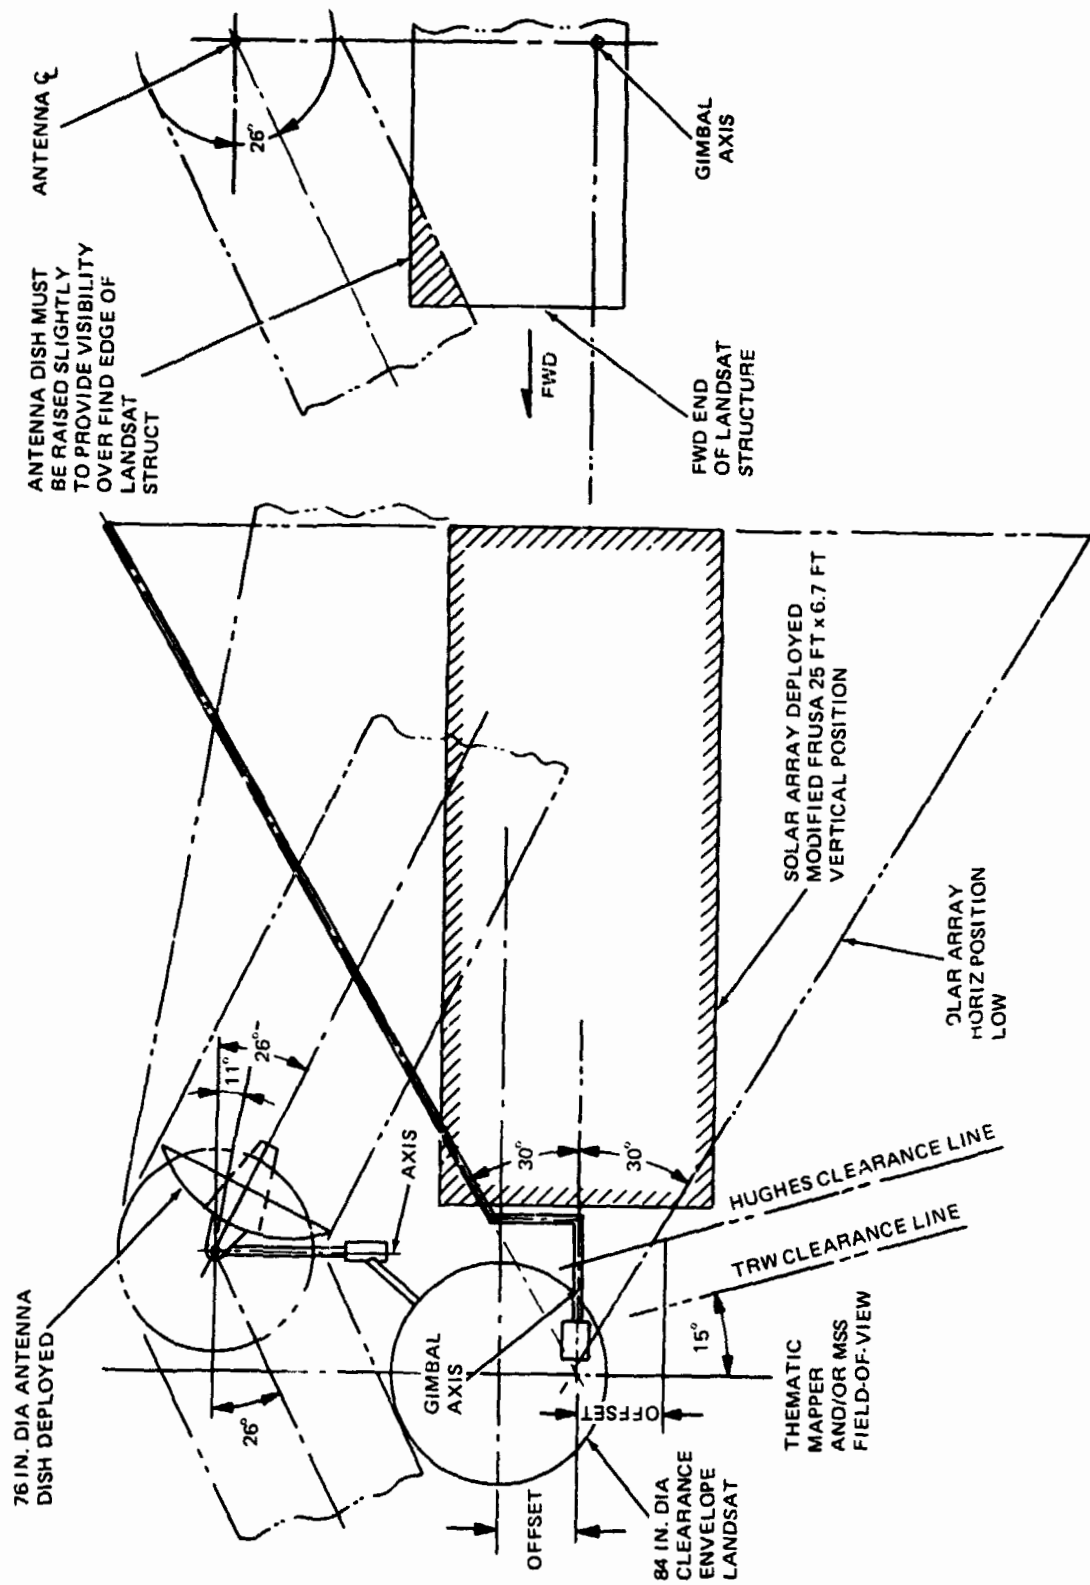 76 IN. DIA ANTENNA
DISH DEPLOYED
ANTENNA DISH MUST
BE RAISED SLIGHTLY
TO PROVIDE VISIBILITY
OVER FIND EDGE OF
LANDSAT
STRUCT
ANTENNA ℄
26°
26°
11°
26°
AXIS
GIMBAL
AXIS
FWD
GIMBAL
AXIS
FWD END
OF LANDSAT
STRUCTURE
30°
30°
OFFSET
OFFSET
15°
84 IN. DIA
CLEARANCE
ENVELOPE
LANDSAT
THEMATIC
MAPPER
AND/OR MSS
FIELD-OF-VIEW
TRW CLEARANCE LINE
HUGHES CLEARANCE LINE
OLAR ARRAY
HORIZ POSITION
LOW
SOLAR ARRAY DEPLOYED
MODIFIED FRUSA 25 FT x 6.7 FT
VERTICAL POSITION